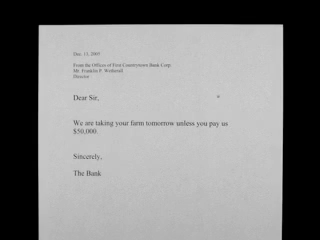 Dec. 13, 2005
From the Offices of First Countrytown Bank Corp.
Mr. Franklin P. Wetherall
Director
Dear Sir,
We are taking your farm tomorrow unless you pay us
$50,000.
Sincerely,
The Bank